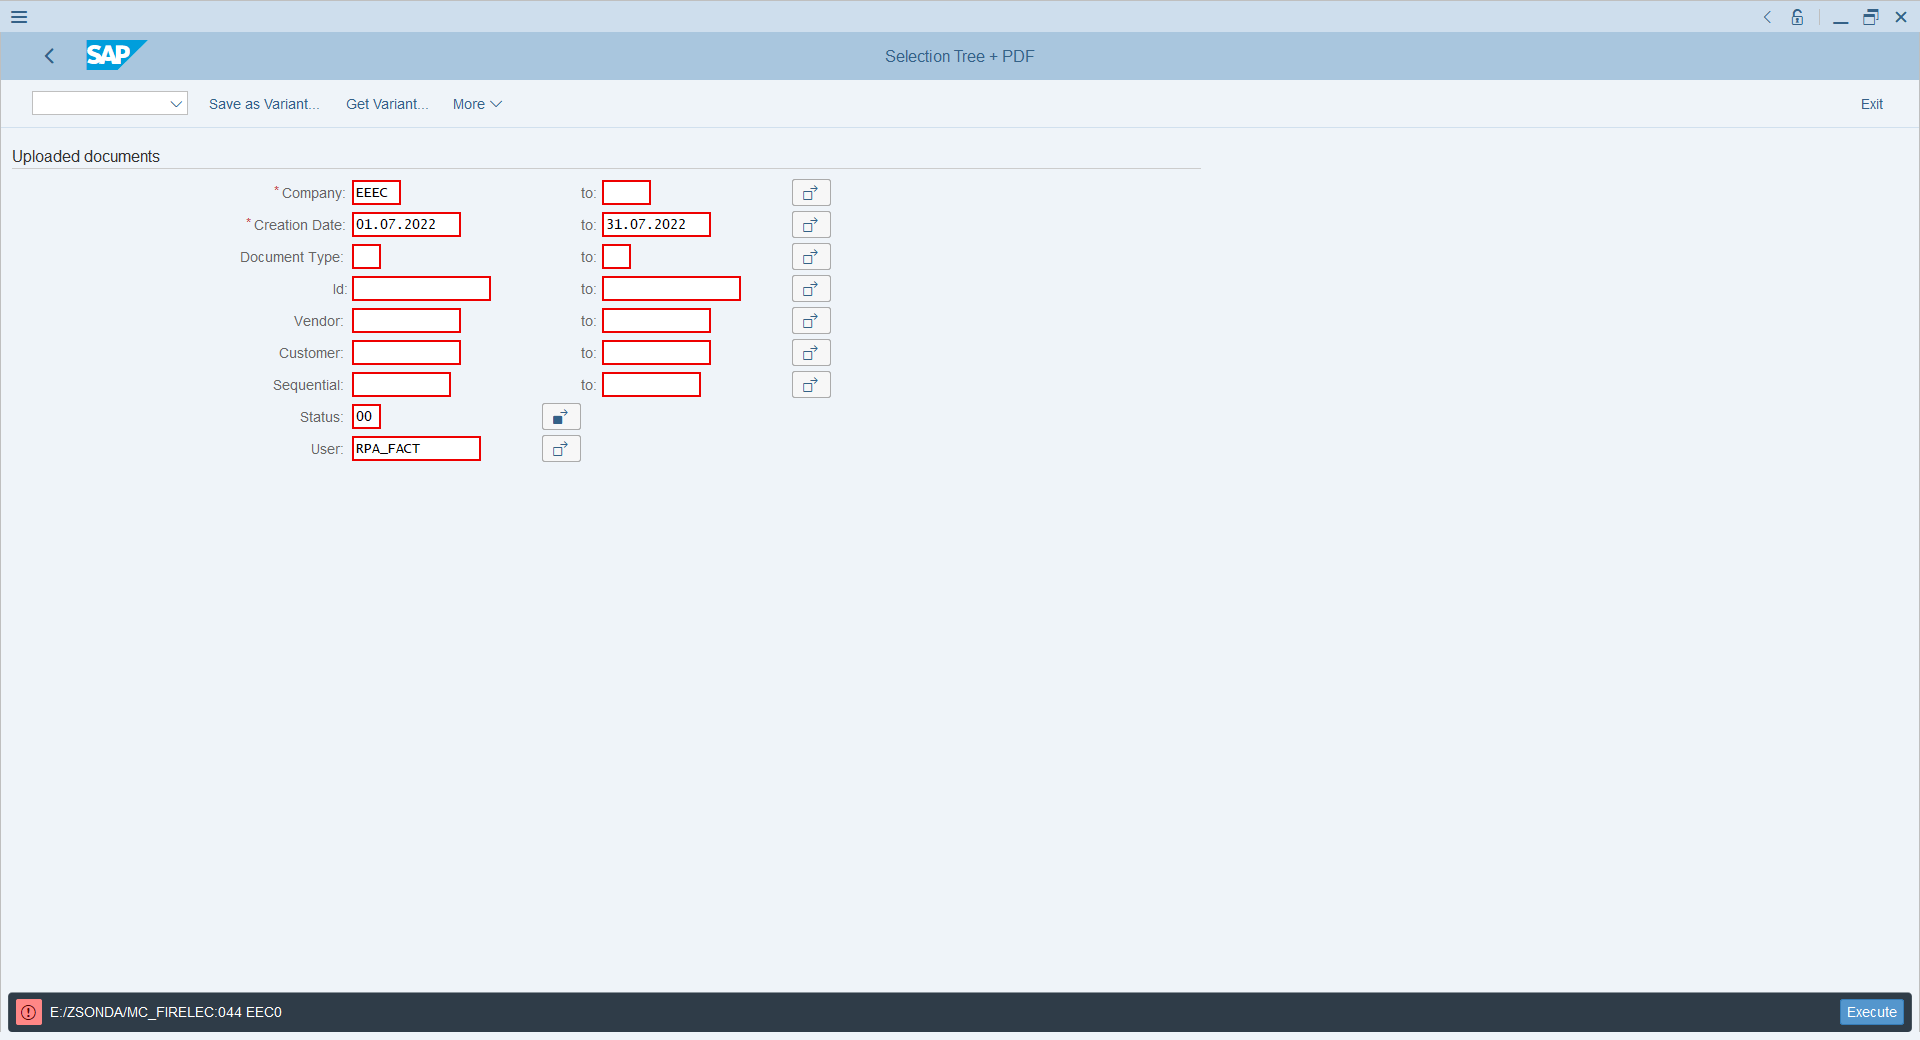 SAP
Selection Tree + PDF
Save as Variant... Get Variant... More Exit
Uploaded documents
* Company: EEEC to:
* Creation Date: 01.07.2022 to: 31.07.2022
Document Type: to:
Id: to:
Vendor: to:
Customer: to:
Sequential: to:
Status: 00
User: RPA_FACT
E:/ZSONDA/MC_FIRELEC:044 EEC0 Execute